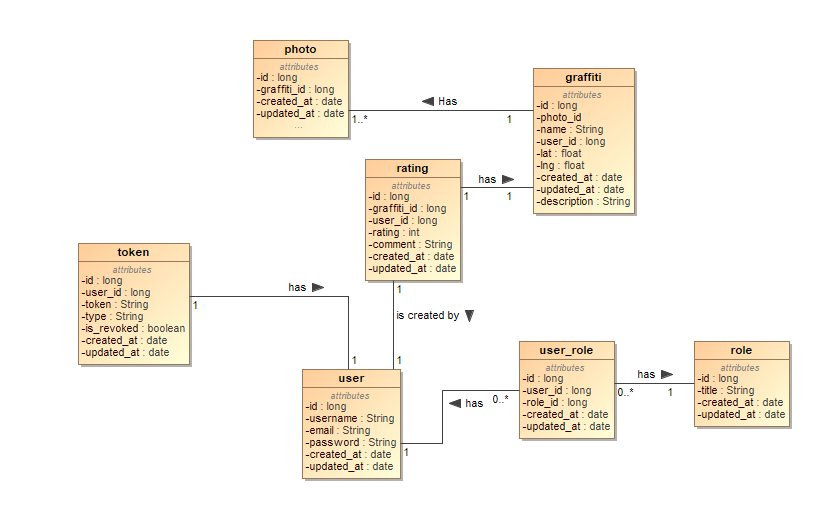 photo
attributes
-id : long
-graffiti_id : long
-created_at : date
-updated_at : date
...
graffiti
attributes
-id : long
-photo_id
-name : String
-user_id : long
-lat : float
-lng : float
-created_at : date
-updated_at : date
-description : String
Has
1..*
1
rating
attributes
-id : long
-graffiti_id : long
-user_id : long
-rating : int
-comment : String
-created_at : date
-updated_at : date
has
1
1
token
attributes
-id : long
-user_id : long
-token : String
-type : String
-is_revoked : boolean
-created_at : date
-updated_at : date
has
1
1
1
is created by
1
user
attributes
-id : long
-username : String
-email : String
-password : String
-created_at : date
-updated_at : date
1
has
0..*
user_role
attributes
-id : long
-user_id : long
-role_id : long
-created_at : date
-updated_at : date
has
0..*
1
role
attributes
-id : long
-title : String
-created_at : date
-updated_at : date